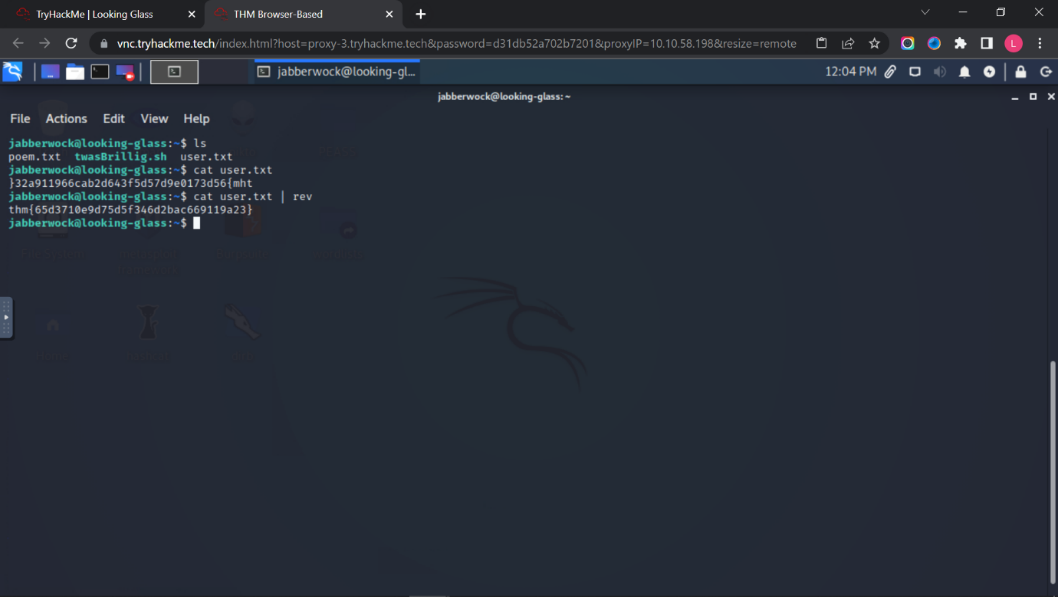 TryHackMe | Looking Glass
THM Browser-Based
vnc.tryhackme.tech/index.html?host=proxy-3.tryhackme.tech&password=d31db52a702b7201&proxyIP=10.10.58.198&resize=remote
L
jabberwock@looking-gl...
12:04 PM
jabberwock@looking-glass: ~
File Actions Edit View Help
jabberwock@looking-glass:~$ ls
poem.txt twasBrillig.sh user.txt
jabberwock@looking-glass:~$ cat user.txt
}32a911966cab2d643f5d57d9e0173d56{mht
jabberwock@looking-glass:~$ cat user.txt | rev
thm{65d3710e9d75d5f346d2bac669119a23}
jabberwock@looking-glass:~$